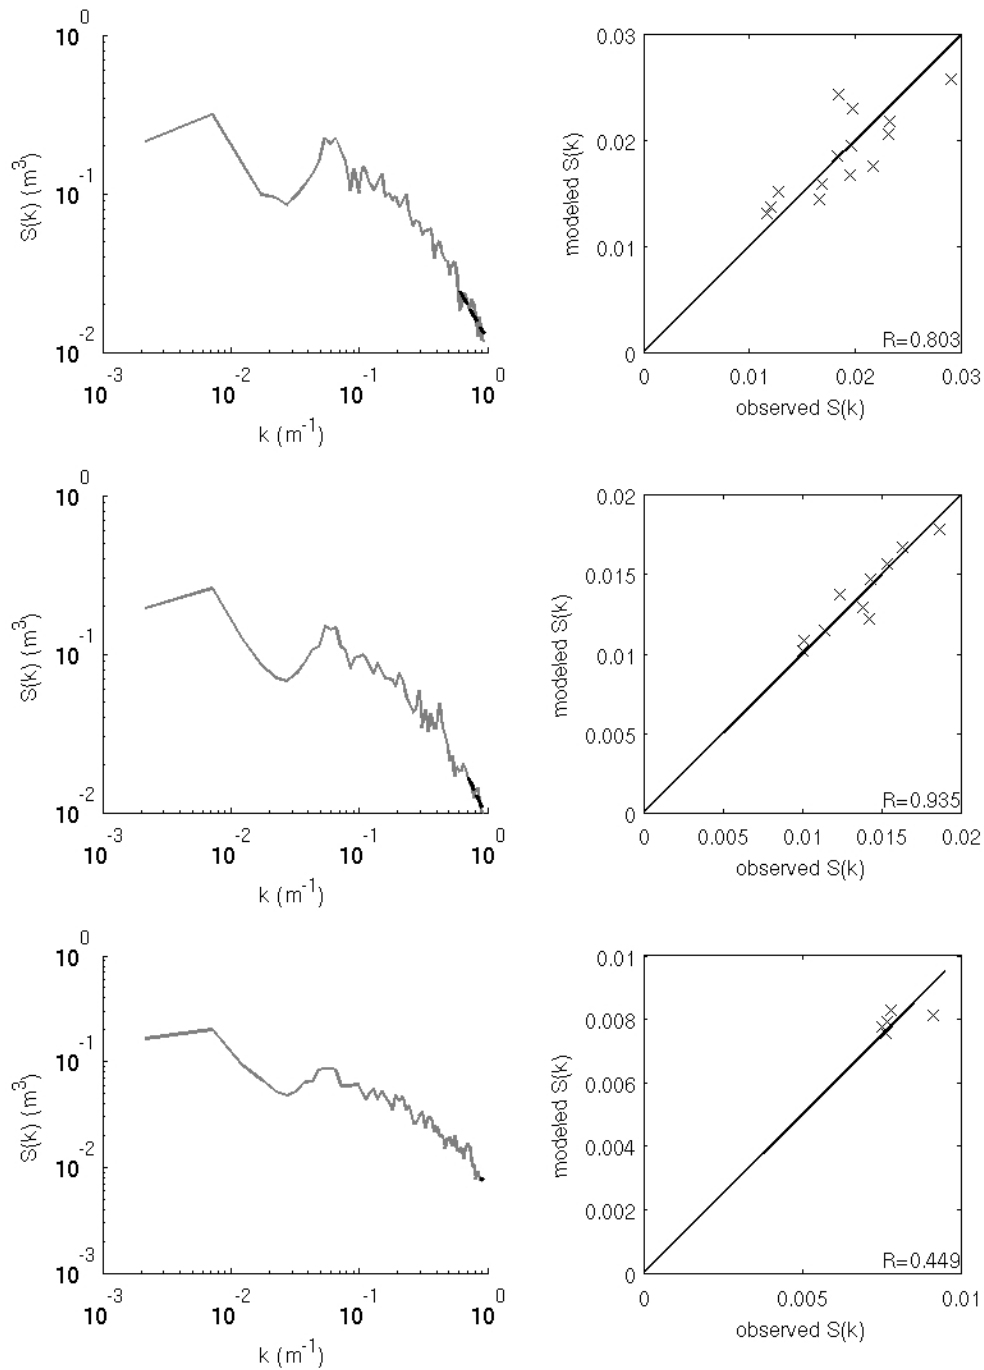 10^0
10^-1
10^-2
S(k) (m^3)
10^-3 10^-2 10^-1 10^0
k (m^-1)
0.03
0.02
0.01
0
modeled S(k)
R=0.803
0 0.01 0.02 0.03
observed S(k)
10^0
10^-1
10^-2
S(k) (m^3)
10^-3 10^-2 10^-1 10^0
k (m^-1)
0.02
0.015
0.01
0.005
0
modeled S(k)
R=0.935
0 0.005 0.01 0.015 0.02
observed S(k)
10^0
10^-1
10^-2
10^-3
S(k) (m^3)
10^-3 10^-2 10^-1 10^0
k (m^-1)
0.01
0.008
0.006
0.004
0.002
0
modeled S(k)
R=0.449
0 0.005 0.01
observed S(k)